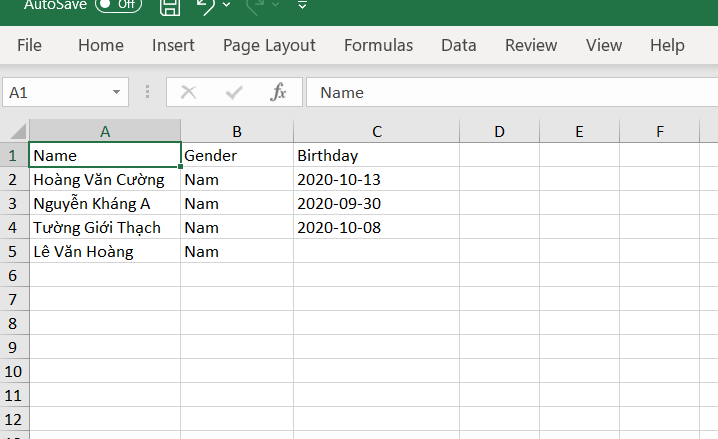 AutoSave Off
File Home Insert Page Layout Formulas Data Review View Help
A1 fx Name
A B C D E F
1 Name Gender Birthday
2 Hoàng Văn Cường Nam 2020-10-13
3 Nguyễn Kháng A Nam 2020-09-30
4 Tường Giới Thạch Nam 2020-10-08
5 Lê Văn Hoàng Nam
6
7
8
9
10
11
12